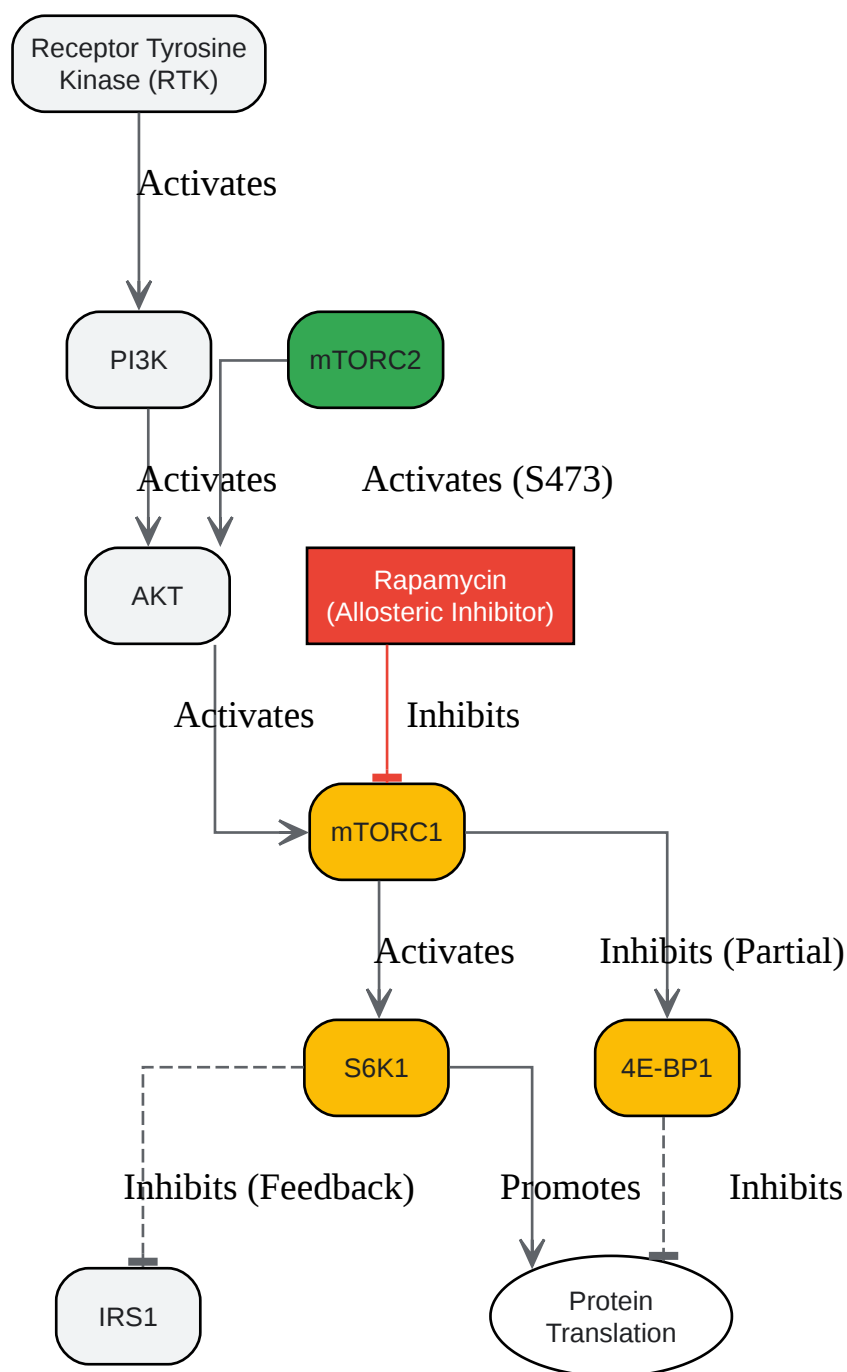 Receptor Tyrosine
Kinase (RTK)
Activates
PI3K
mTORC2
Activates
Activates (S473)
AKT
Rapamycin
(Allosteric Inhibitor)
Activates
Inhibits
mTORC1
Activates
Inhibits (Partial)
S6K1
4E-BP1
Inhibits (Feedback)
Promotes
Inhibits
IRS1
Protein
Translation